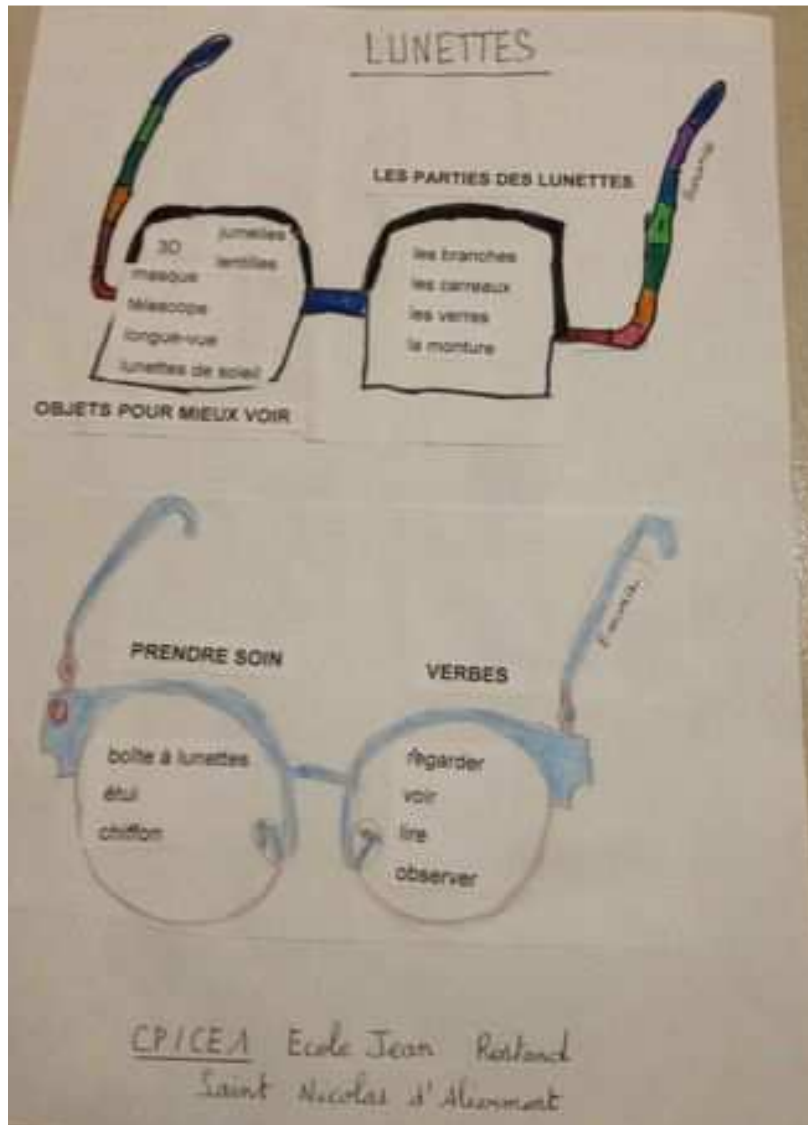 LUNETTES
LES PARTIES DES LUNETTES
3D
jumelles
lentilles
masque
télescope
longue-vue
lunettes de soleil
les branches
les carreaux
les verres
la monture
OBJETS POUR MIEUX VOIR
PRENDRE SOIN
boîte à lunettes
étui
chiffon
VERBES
regarder
voir
lire
observer
CP/CE1 Ecole Jean Rostand
Saint Nicolas d'Aliermont